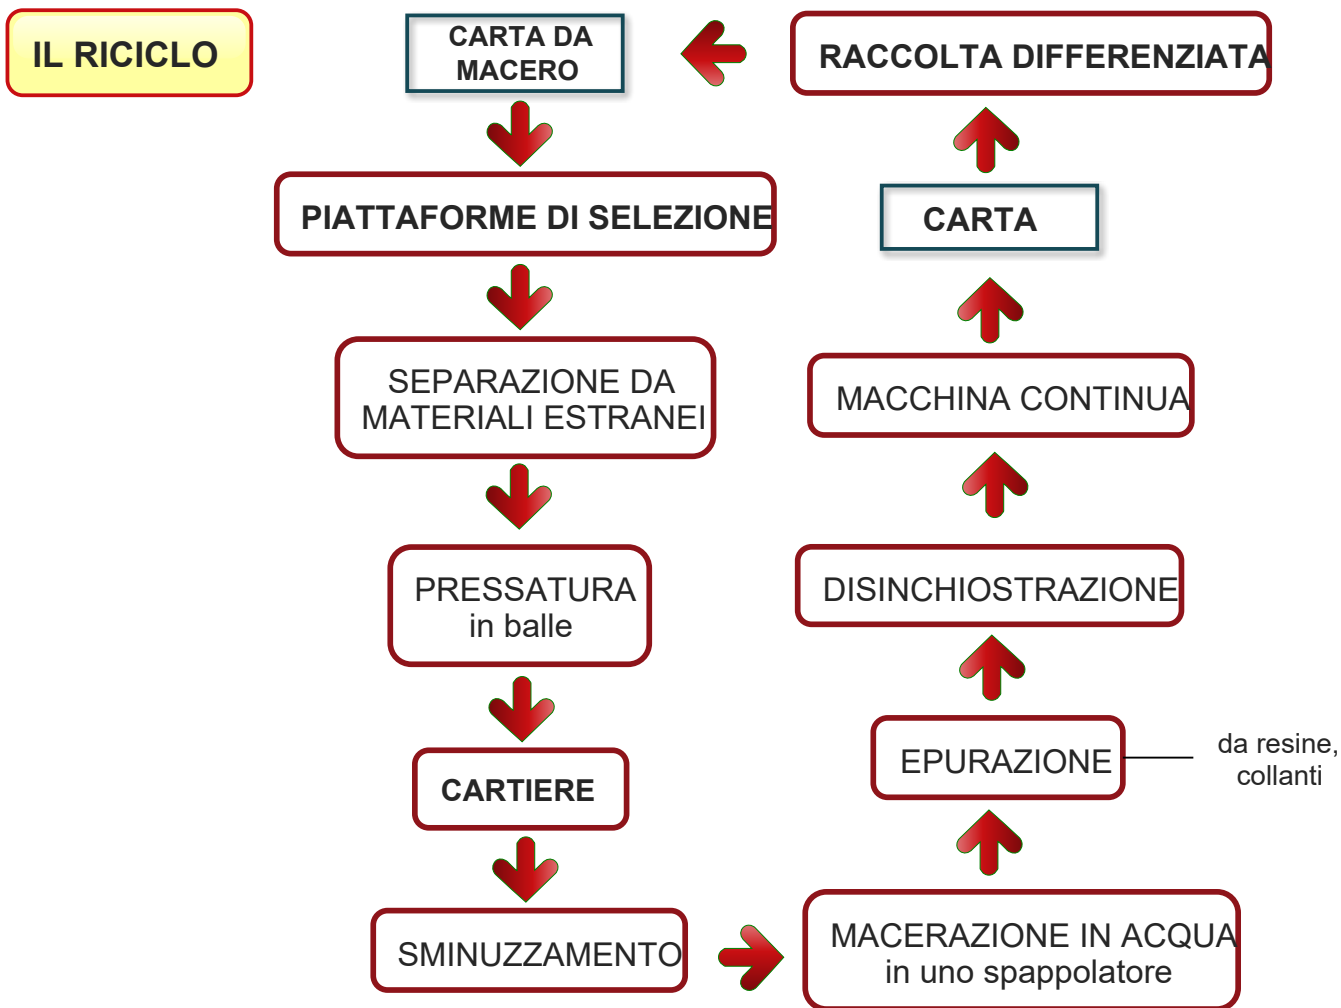 IL RICICLO
CARTA DA
MACERO
RACCOLTA DIFFERENZIATA
PIATTAFORME DI SELEZIONE
CARTA
SEPARAZIONE DA
MATERIALI ESTRANEI
MACCHINA CONTINUA
PRESSATURA
in balle
DISINCHIOSTRAZIONE
CARTIERE
EPURAZIONE
da resine,
collanti
SMINUZZAMENTO
MACERAZIONE IN ACQUA
in uno spappolatore